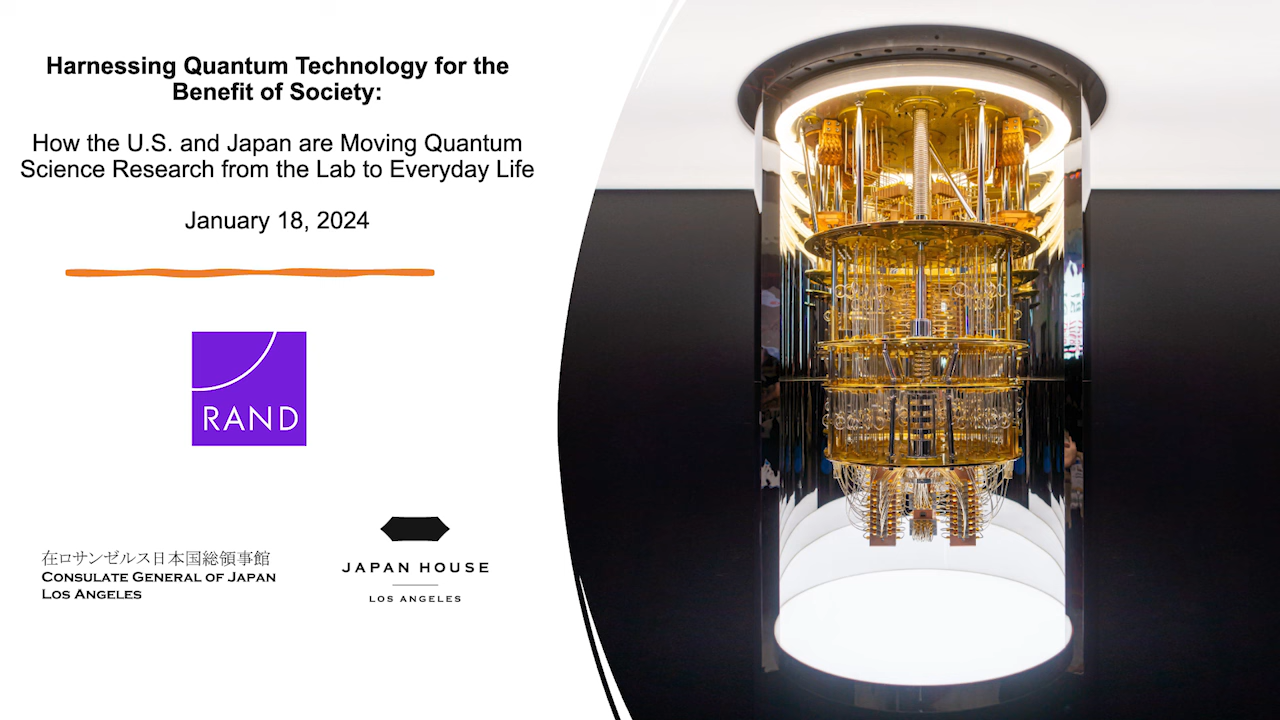 Harnessing Quantum Technology for the
Benefit of Society:
How the U.S. and Japan are Moving Quantum
Science Research from the Lab to Everyday Life
January 18, 2024
RAND
在ロサンゼルス日本国総領事館
CONSULATE GENERAL OF JAPAN
LOS ANGELES
JAPAN HOUSE
LOS ANGELES